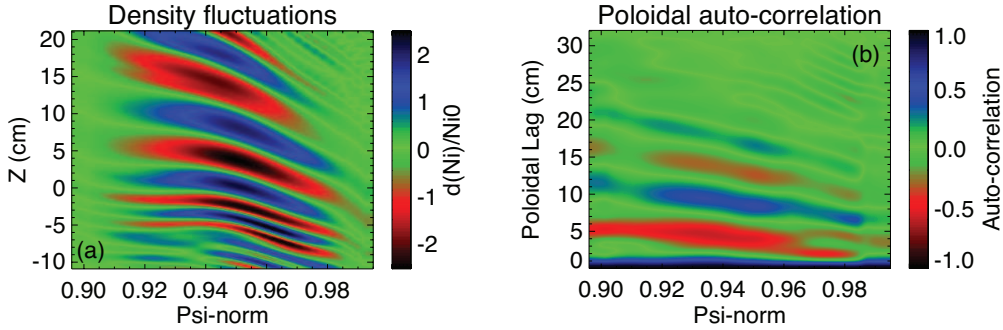 Density fluctuations
20
15
10
5
0
-5
-10
Z (cm)
(a)
0.90 0.92 0.94 0.96 0.98
Psi-norm
2
1
0
-1
-2
d(Ni)/Ni0
Poloidal auto-correlation
30
25
20
15
10
5
0
Poloidal Lag (cm)
(b)
0.90 0.92 0.94 0.96 0.98
Psi-norm
1.0
0.5
0.0
-0.5
-1.0
Auto-correlation